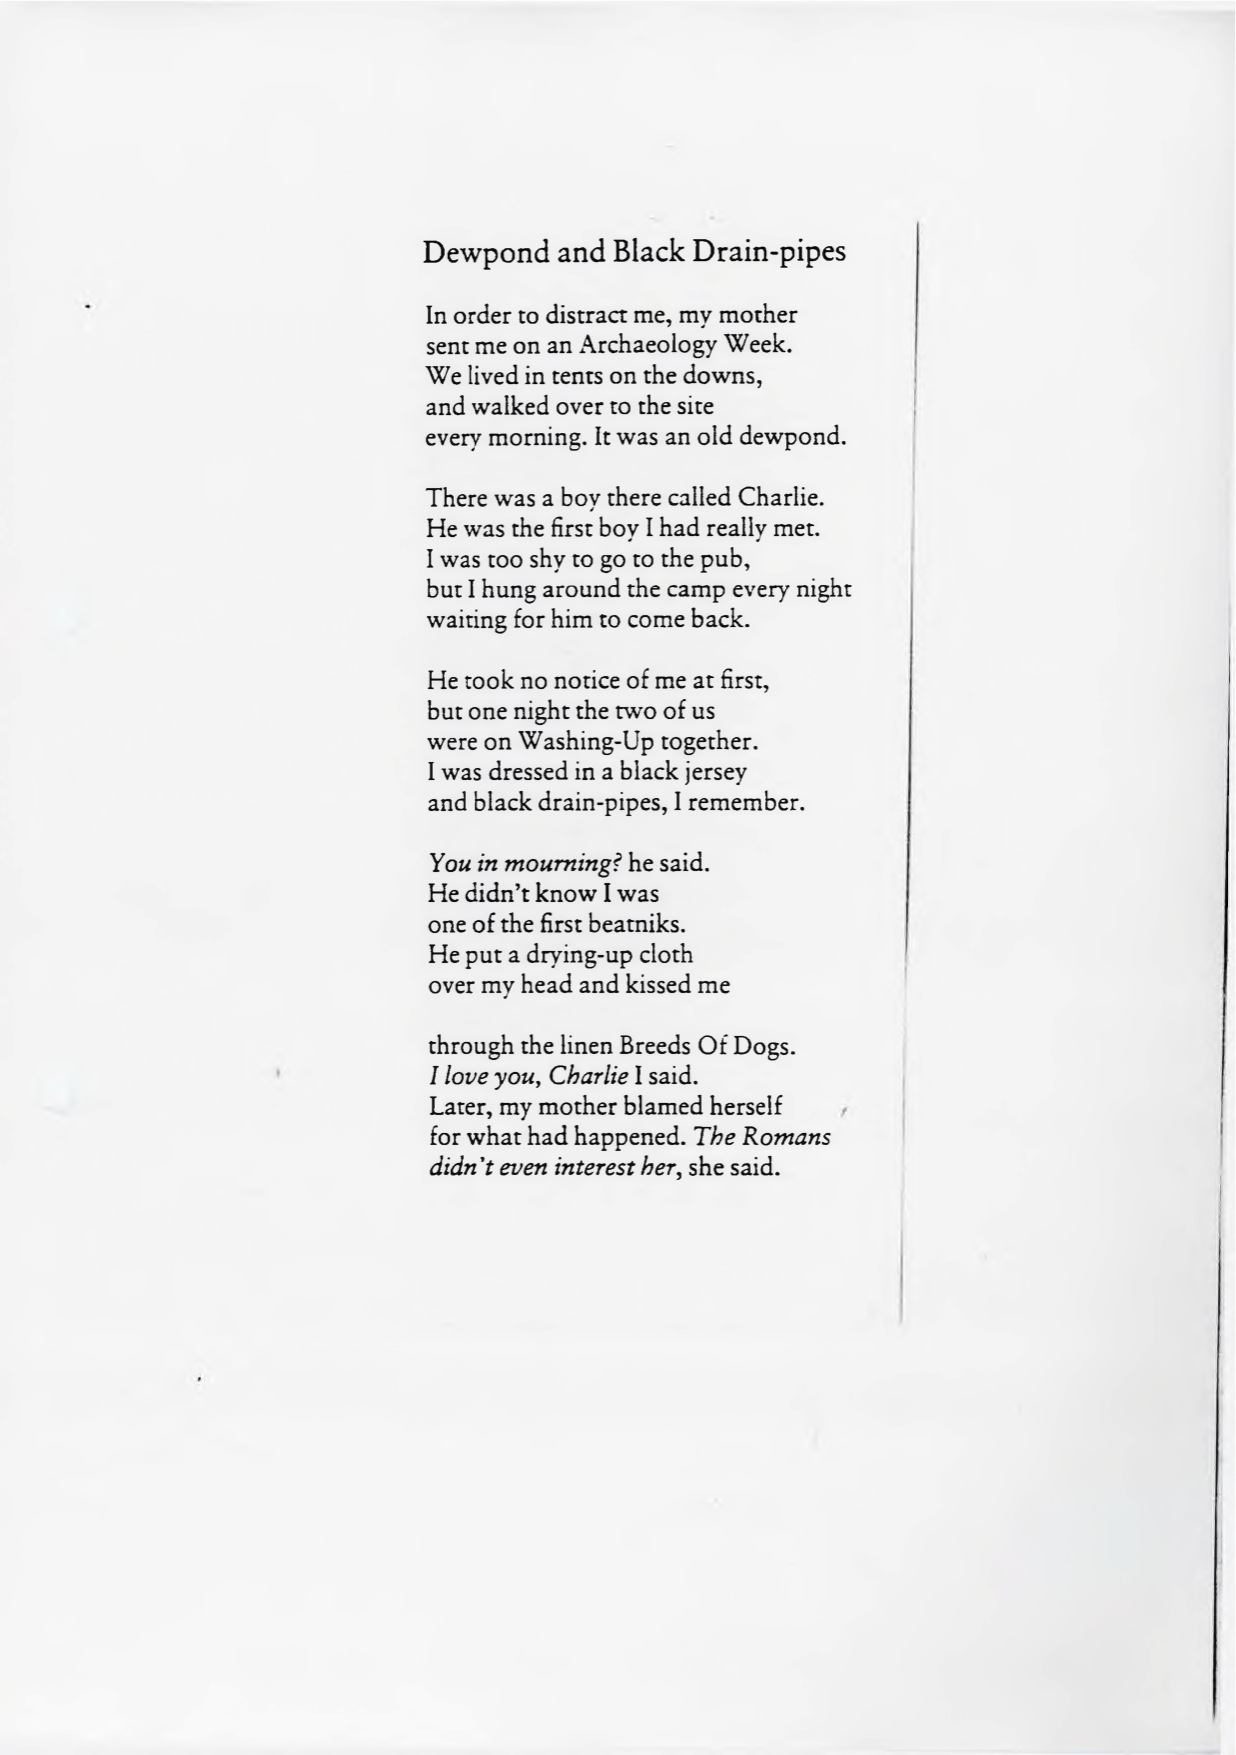 Dewpond and Black Drain-pipes
In order to distract me, my mother
sent me on an Archaeology Week.
We lived in tents on the downs,
and walked over to the site
every morning. It was an old dewpond.
There was a boy there called Charlie.
He was the first boy I had really met.
I was too shy to go to the pub,
but I hung around the camp every night
waiting for him to come back.
He took no notice of me at first,
but one night the two of us
were on Washing-Up together.
I was dressed in a black jersey
and black drain-pipes, I remember.
You in mourning? he said.
He didn't know I was
one of the first beatniks.
He put a drying-up cloth
over my head and kissed me
through the linen Breeds Of Dogs.
I love you, Charlie I said.
Later, my mother blamed herself
for what had happened. The Romans
didn't even interest her, she said.